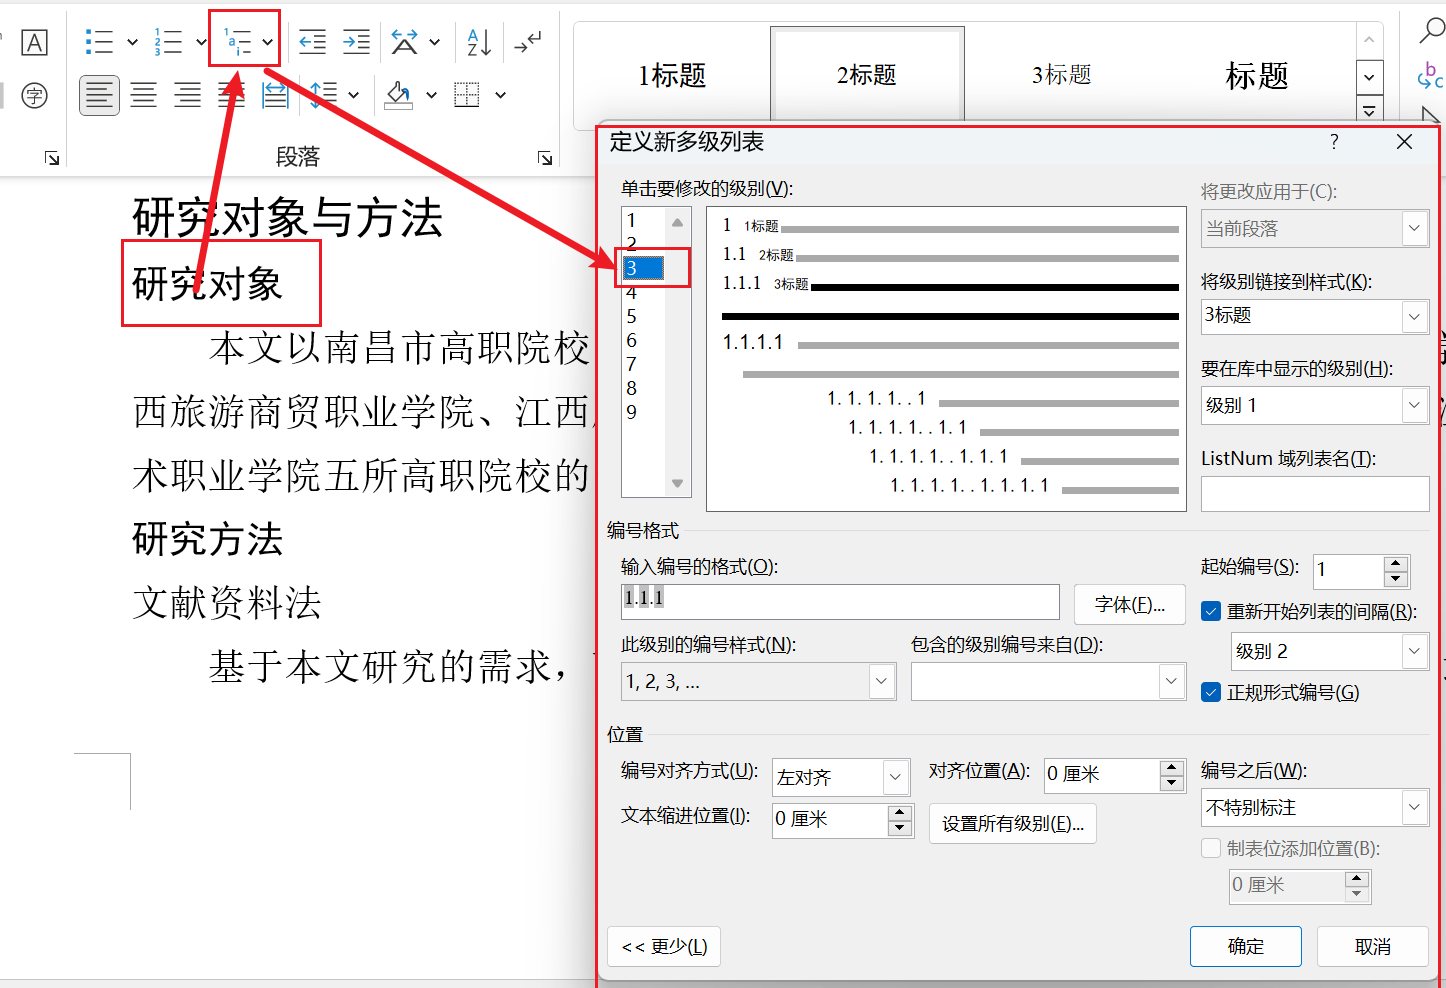 A
1
2
3
1
a
i
A
Z
字
段落
1标题
2标题
3标题
标题
b
c
研究对象与方法
研究对象
本文以南昌市高职院校
西旅游商贸职业学院、江西
术职业学院五所高职院校的
研究方法
文献资料法
基于本文研究的需求，
定义新多级列表
?
单击要修改的级别(V):
1
2
3
4
5
6
7
8
9
1 1标题
1.1 2标题
1.1.1 3标题
1.1.1.1
1.1.1.1..1
1.1.1.1..1.1
1.1.1.1..1.1.1
1.1.1.1..1.1.1.1
将更改应用于(C):
当前段落
将级别链接到样式(K):
3标题
要在库中显示的级别(H):
级别 1
ListNum 域列表名(T):
编号格式
输入编号的格式(O):
1.1.1
字体(F)...
起始编号(S):
1
重新开始列表的间隔(R):
级别 2
此级别的编号样式(N):
1, 2, 3, ...
包含的级别编号来自(D):
正规形式编号(G)
位置
编号对齐方式(U):
左对齐
对齐位置(A):
0 厘米
编号之后(W):
不特别标注
文本缩进位置(I):
0 厘米
设置所有级别(E)...
制表位添加位置(B):
0 厘米
<< 更少(L)
确定
取消